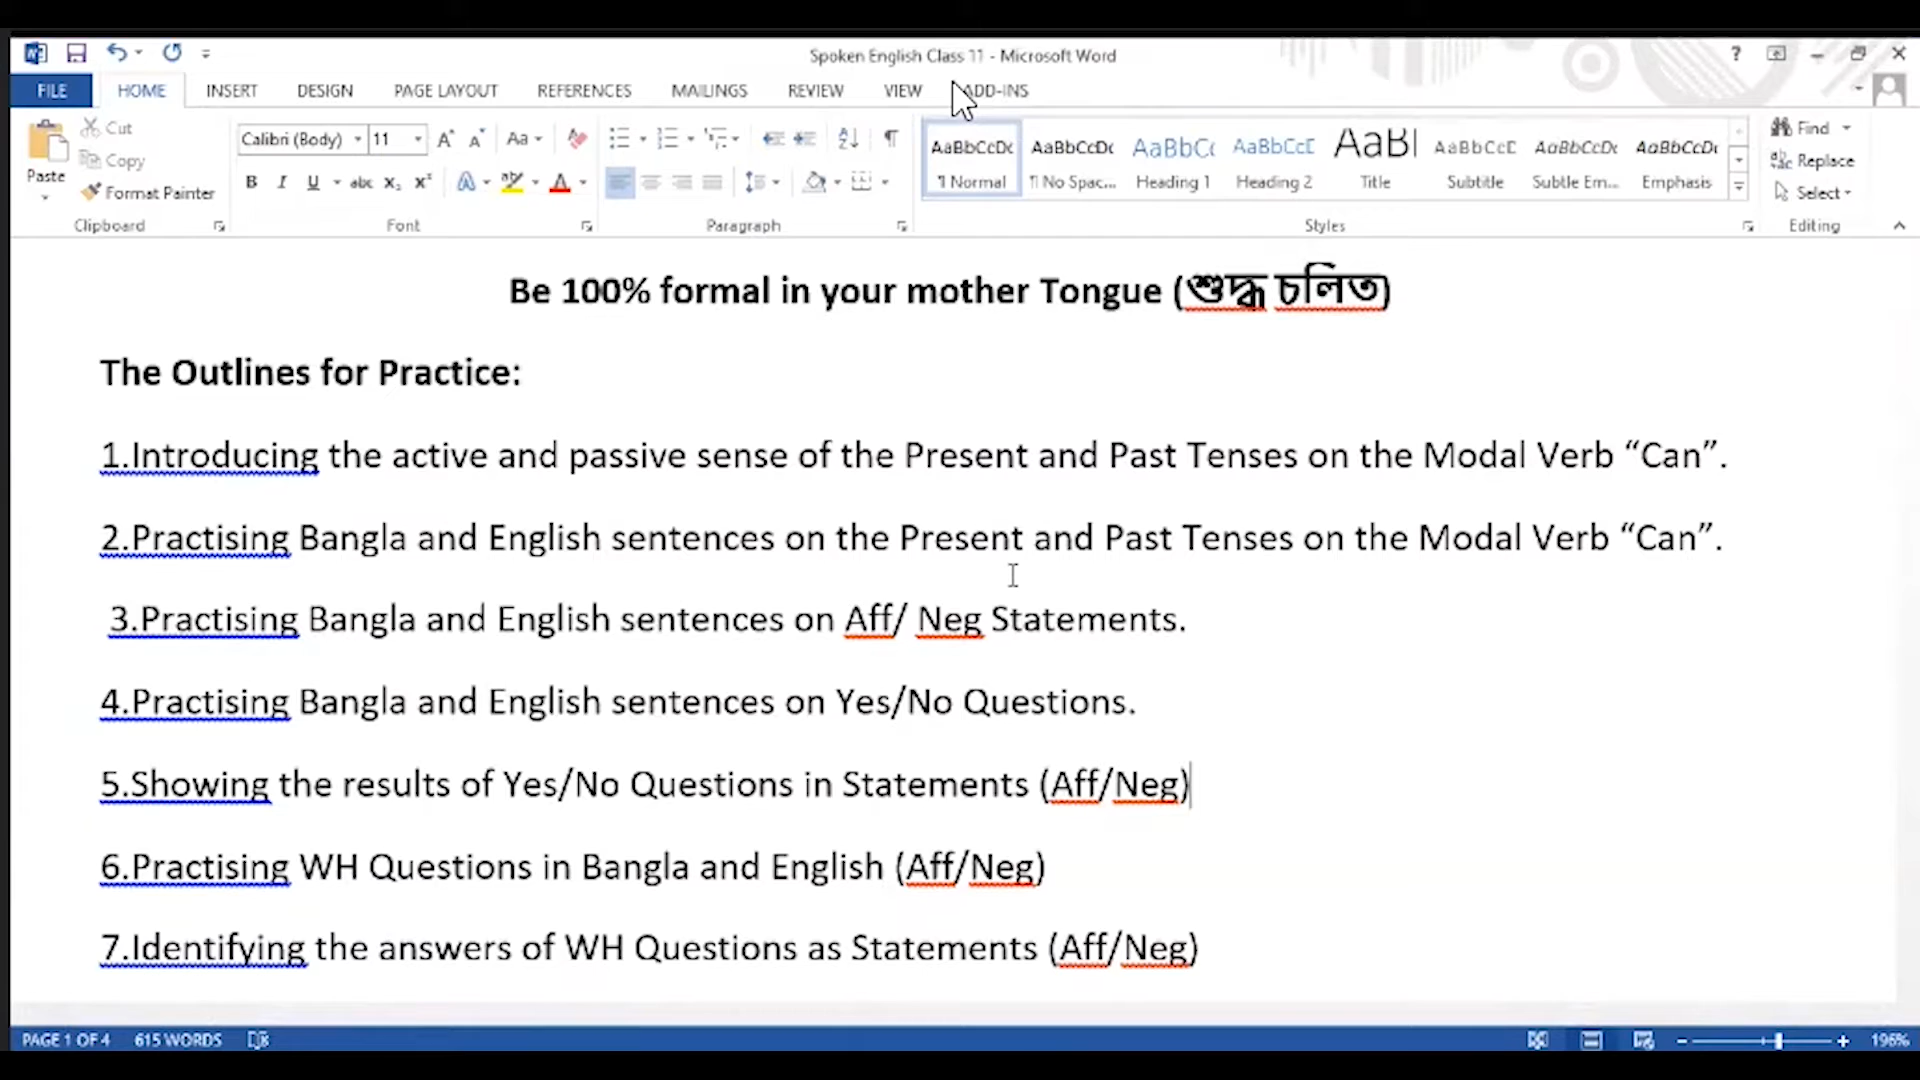 Spoken English Class 11 - Microsoft Word
FILE HOME INSERT DESIGN PAGE LAYOUT REFERENCES MAILINGS REVIEW VIEW ADD-INS
Paste
Cut
Copy
Format Painter
Clipboard
Calibri (Body) 11
Font
Paragraph
AaBbCcDc AaBbCcDc AaBbCc AaBbCcE AaBl AaBbCcC AaBbCcDc AaBbCcDc
¶ Normal ¶ No Spac... Heading 1 Heading 2 Title Subtitle Subtle Em... Emphasis
Styles
Find
Replace
Select
Editing
Be 100% formal in your mother Tongue (শুদ্ধ চলিত)
The Outlines for Practice:
1.Introducing the active and passive sense of the Present and Past Tenses on the Modal Verb “Can”.
2.Practising Bangla and English sentences on the Present and Past Tenses on the Modal Verb “Can”.
3.Practising Bangla and English sentences on Aff/ Neg Statements.
4.Practising Bangla and English sentences on Yes/No Questions.
5.Showing the results of Yes/No Questions in Statements (Aff/Neg)
6.Practising WH Questions in Bangla and English (Aff/Neg)
7.Identifying the answers of WH Questions as Statements (Aff/Neg)
PAGE 1 OF 4 615 WORDS 196%